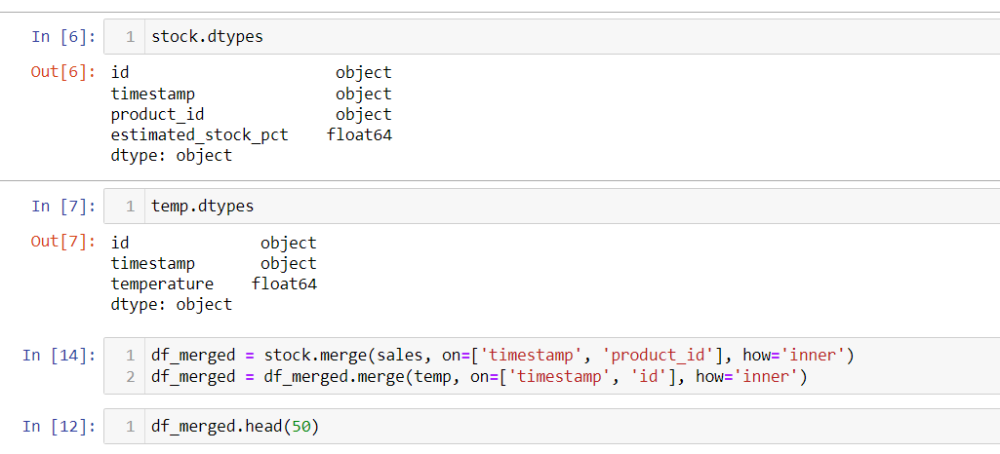 In [6]: 1 stock.dtypes
Out[6]: id object
timestamp object
product_id object
estimated_stock_pct float64
dtype: object
In [7]: 1 temp.dtypes
Out[7]: id object
timestamp object
temperature float64
dtype: object
In [14]: 1 df_merged = stock.merge(sales, on=['timestamp', 'product_id'], how='inner')
2 df_merged = df_merged.merge(temp, on=['timestamp', 'id'], how='inner')
In [12]: 1 df_merged.head(50)